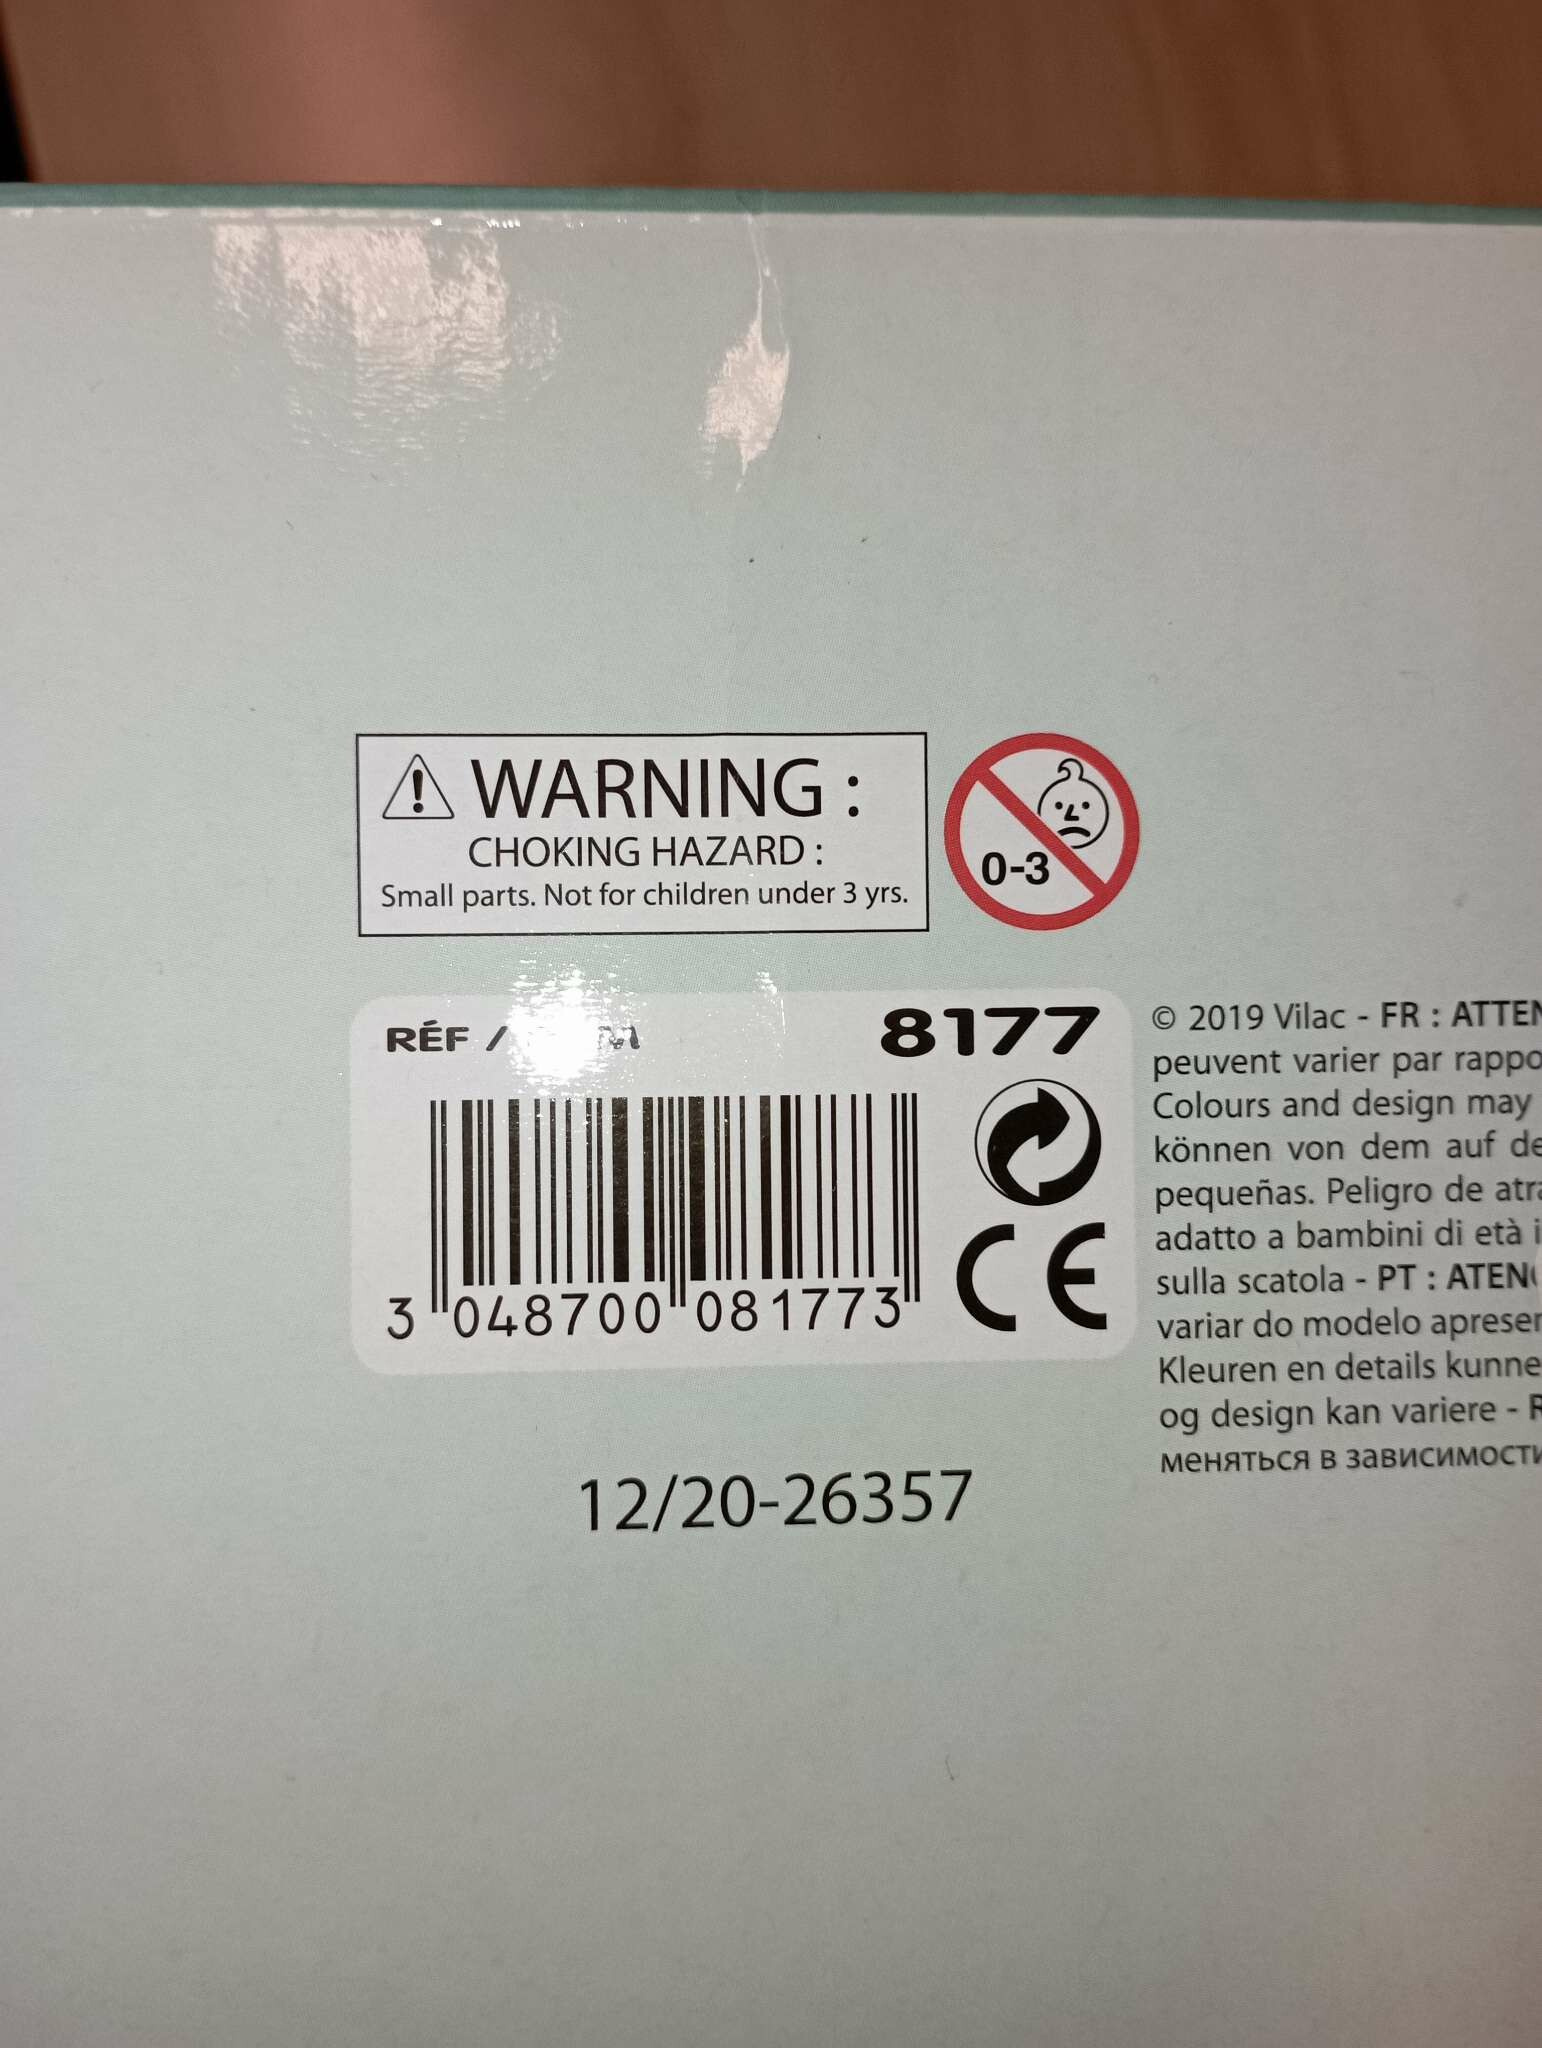 WARNING :
CHOKING HAZARD :
Small parts. Not for children under 3 yrs.
0-3
RÉF /
8177
3 048700 081773
CE
12/20-26357
© 2019 Vilac - FR :
peuvent varier par
Colours and design may
können von dem auf
pequeñas. Peligro de
adatto a bambini di età
sulla scatola - PT :
variar do modelo
Kleuren en details
og design kan variere -
меняться в зависимости